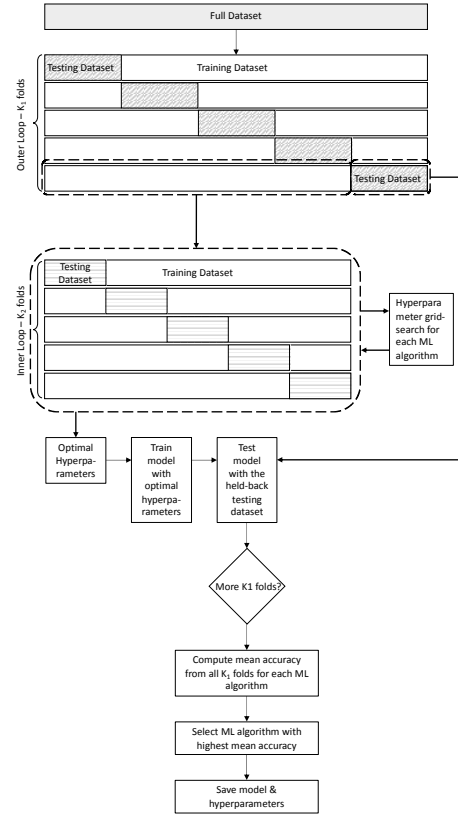 Full Dataset
Testing Dataset
Training Dataset
Outer Loop – K1 folds
Testing Dataset
Testing
Dataset
Training Dataset
Inner Loop – K2 folds
Hyperpara
meter grid-
search for
each ML
algorithm
Optimal
Hyperpa-
rameters
Train
model
with
optimal
hyperpa-
rameters
Test
model
with the
held-back
testing
dataset
More K1 folds?
Compute mean accuracy
from all K1 folds for each ML
algorithm
Select ML algorithm with
highest mean accuracy
Save model &
hyperparameters